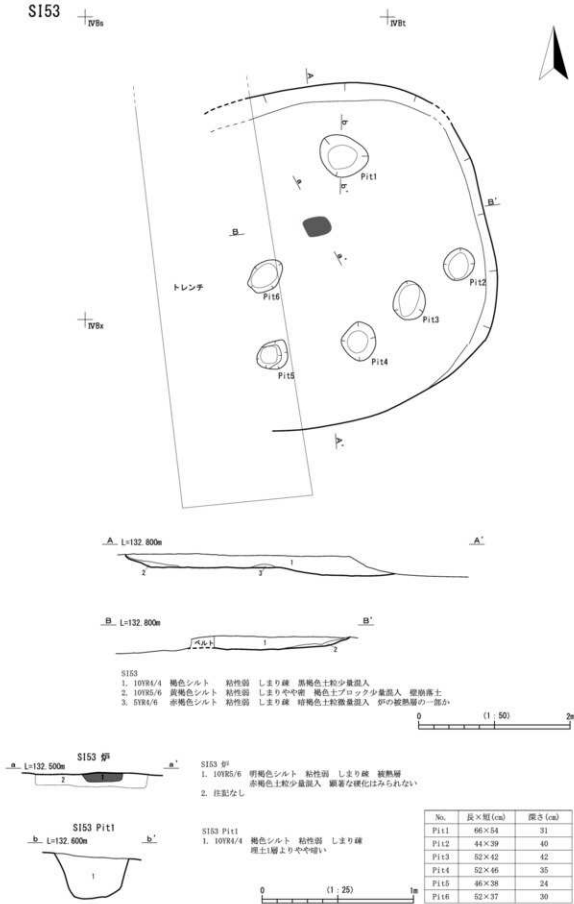 SI53
ⅣBs
ⅣBt
A
b
Pit1
a
b'
B'
B
a'
Pit2
トレンチ
Pit6
Pit3
ⅣBx
Pit4
Pit5
A'
A L=132.800m A'
1
2
3
B L=132.800m B'
ベルト
1
2
SI53
1. 10YR4/4 褐色シルト 粘性弱 しまり疎 黒褐色土粒少量混入
2. 10YR5/6 黄褐色シルト 粘性弱 しまりやや密 褐色土ブロック少量混入 壁崩落土
3. 5YR4/6 赤褐色シルト 粘性弱 しまり疎 暗褐色土粒微量混入 炉の被熱層の一部か
0 (1:50) 2m
SI53 炉
a L=132.500m a'
2 1
SI53 炉
1. 10YR5/6 明褐色シルト 粘性弱 しまり疎 被熱層
赤褐色土粒少量混入 顕著な硬化はみられない
2. 注記なし
SI53 Pit1
b L=132.600m b'
1
SI53 Pit1
1. 10YR4/4 褐色シルト 粘性弱 しまり疎
埋土1層よりやや暗い
0 (1:25) 1m
No. 長×短(cm) 深さ(cm)
Pit1 66×54 31
Pit2 44×39 40
Pit3 52×42 42
Pit4 52×46 35
Pit5 46×38 24
Pit6 52×37 30